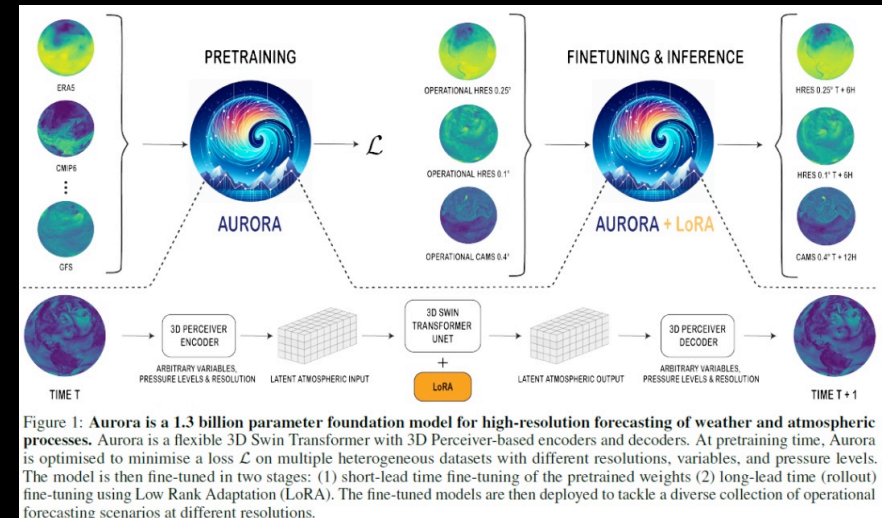 PRETRAINING
FINETUNING & INFERENCE
ERA5
CMIP6
GFS
AURORA
ℒ
OPERATIONAL HRES 0.25°
OPERATIONAL HRES 0.1°
OPERATIONAL CAMS 0.4°
AURORA + LoRA
HRES 0.25° T + 6H
HRES 0.1° T + 6H
CAMS 0.4° T + 12H
TIME T
3D PERCEIVER
ENCODER
ARBITRARY VARIABLES,
PRESSURE LEVELS & RESOLUTION
LATENT ATMOSPHERIC INPUT
3D SWIN
TRANSFORMER
UNET
+
LoRA
LATENT ATMOSPHERIC OUTPUT
3D PERCEIVER
DECODER
ARBITRARY VARIABLES,
PRESSURE LEVELS & RESOLUTION
TIME T + 1
Figure 1: Aurora is a 1.3 billion parameter foundation model for high-resolution forecasting of weather and atmospheric
processes. Aurora is a flexible 3D Swin Transformer with 3D Perceiver-based encoders and decoders. At pretraining time, Aurora
is optimised to minimise a loss ℒ on multiple heterogeneous datasets with different resolutions, variables, and pressure levels.
The model is then fine-tuned in two stages: (1) short-lead time fine-tuning of the pretrained weights (2) long-lead time (rollout)
fine-tuning using Low Rank Adaptation (LoRA). The fine-tuned models are then deployed to tackle a diverse collection of operational
forecasting scenarios at different resolutions.